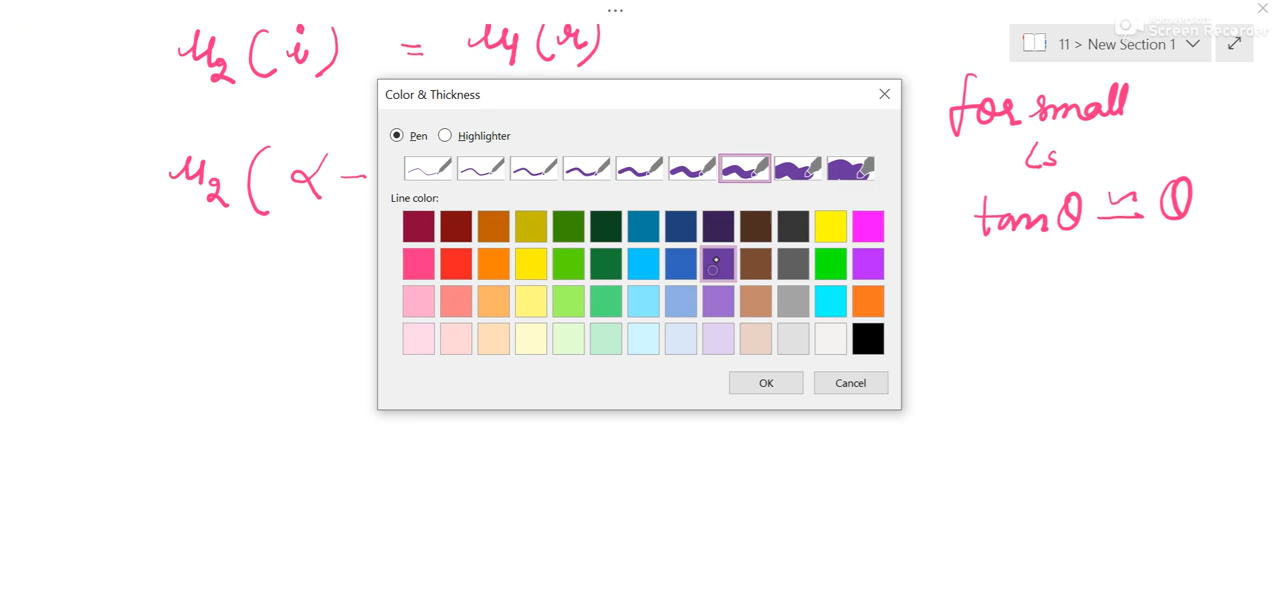 μ₂ ( i ) = μ₁ ( r )
11 > New Section 1
Screen Recorder
for small
∠s
tan θ ≃ θ
μ₂ ( α −
Color & Thickness
Pen
Highlighter
Line color:
OK
Cancel